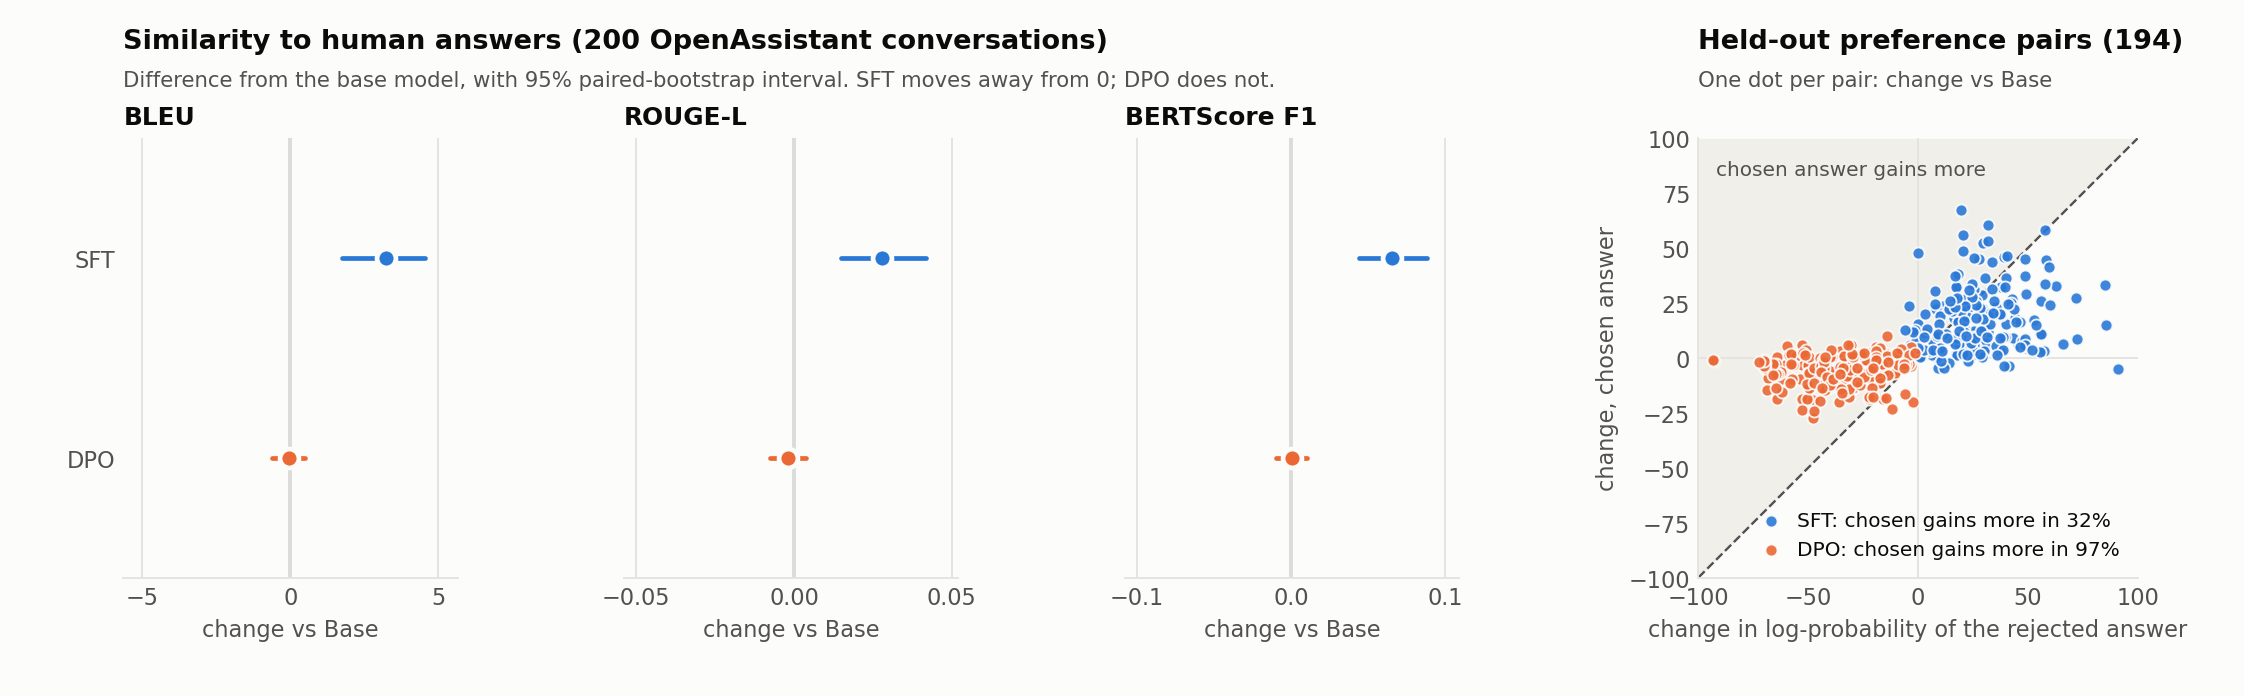 Similarity to human answers (200 OpenAssistant conversations)
Difference from the base model, with 95% paired-bootstrap interval. SFT moves away from 0; DPO does not.
BLEU
SFT
DPO
−5
0
5
change vs Base
ROUGE-L
−0.05
0.00
0.05
change vs Base
BERTScore F1
−0.1
0.0
0.1
change vs Base
Held-out preference pairs (194)
One dot per pair: change vs Base
change, chosen answer
100
75
50
25
0
−25
−50
−75
−100
chosen answer gains more
SFT: chosen gains more in 32%
DPO: chosen gains more in 97%
−100
−50
0
50
100
change in log-probability of the rejected answer